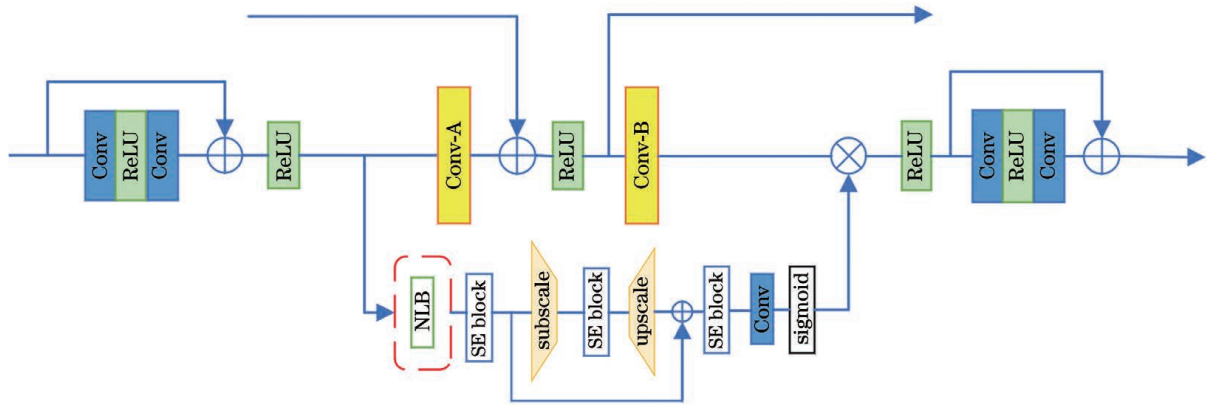 Conv
ReLU
Conv
ReLU
Conv-A
ReLU
Conv-B
ReLU
Conv
ReLU
Conv
NLB
SE block
subscale
SE block
upscale
SE block
Conv
sigmoid